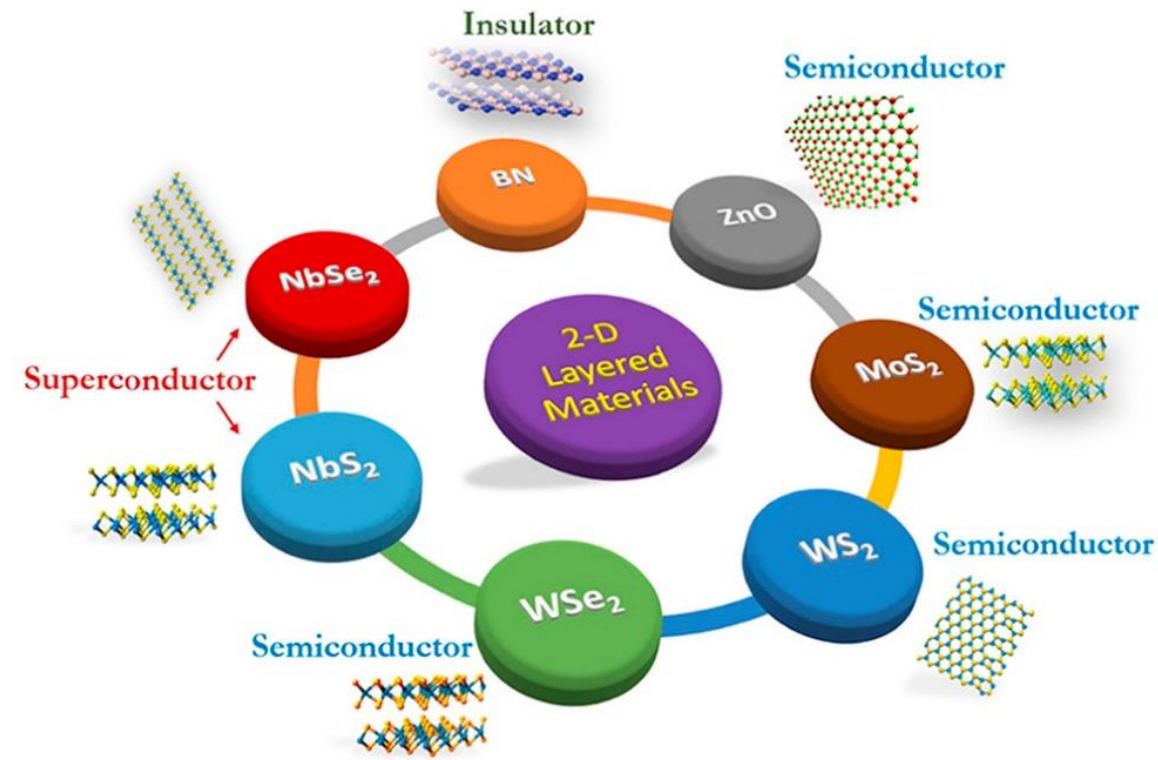 Insulator
Semiconductor
BN
ZnO
NbSe₂
Semiconductor
2-D
Layered
Materials
MoS₂
Superconductor
NbS₂
WS₂
Semiconductor
WSe₂
Semiconductor